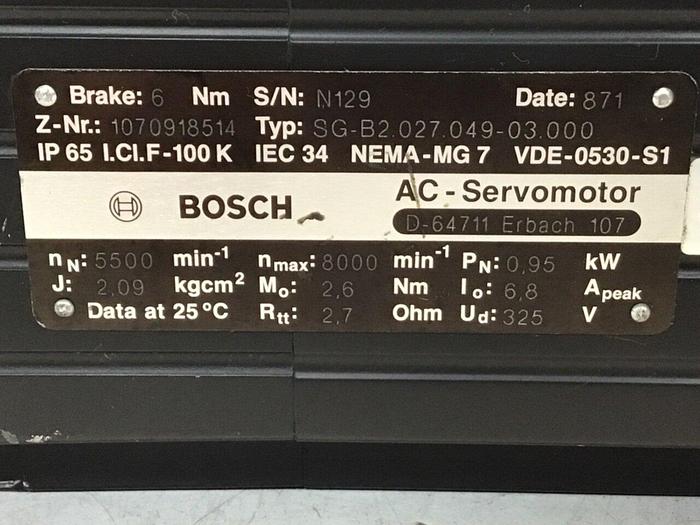 Brake: 6 Nm S/N: N129 Date: 871
Z-Nr.: 1070918514 Typ: SG-B2.027.049-03.000
IP 65 I.Cl.F-100 K IEC 34 NEMA-MG 7 VDE-0530-S1
BOSCH AC-Servomotor
D-64711 Erbach 107
nN: 5500 min-1 nmax: 8000 min-1 PN: 0,95 kW
J: 2,09 kgcm2 Mo: 2,6 Nm Io: 6,8 Apeak
Data at 25°C Rtt: 2,7 Ohm Ud: 325 V